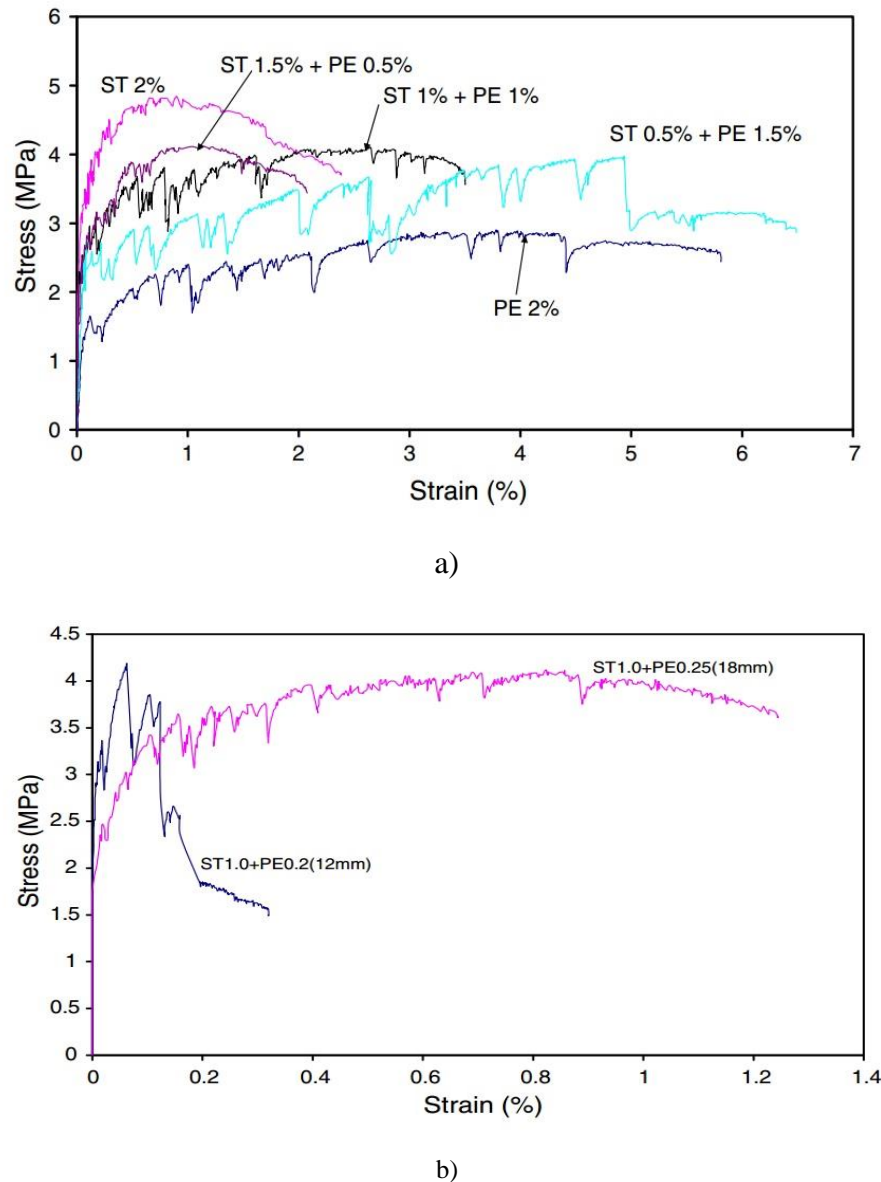 6
5
4
3
2
1
0
Stress (MPa)
ST 2%
ST 1.5% + PE 0.5%
ST 1% + PE 1%
ST 0.5% + PE 1.5%
PE 2%
0 1 2 3 4 5 6 7
Strain (%)
a)
4.5
4
3.5
3
2.5
2
1.5
1
0.5
0
Stress (MPa)
ST1.0+PE0.25(18mm)
ST1.0+PE0.2(12mm)
0 0.2 0.4 0.6 0.8 1 1.2 1.4
Strain (%)
b)